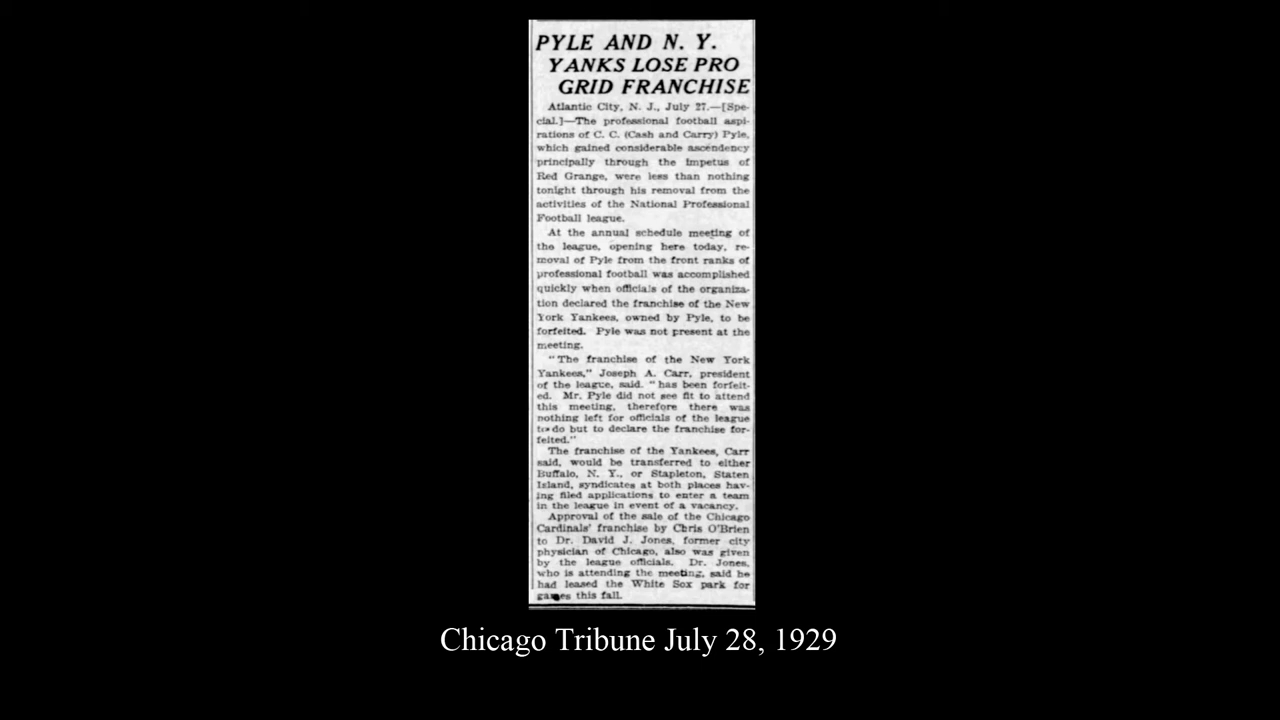 PYLE AND N. Y.
YANKS LOSE PRO
GRID FRANCHISE
Atlantic City, N. J., July 27.—[Spe-
cial.]—The professional football aspi-
rations of C. C. (Cash and Carry) Pyle,
which gained considerable ascendency
principally through the impetus of
Red Grange, were less than nothing
tonight through his removal from the
activities of the National Professional
Football league.
At the annual schedule meeting of
the league, opening here today, re-
moval of Pyle from the front ranks of
professional football was accomplished
quickly when officials of the organiza-
tion declared the franchise of the New
York Yankees, owned by Pyle, to be
forfeited. Pyle was not present at the
meeting.
"The franchise of the New York
Yankees," Joseph A. Carr, president
of the league, said. "has been forfeit-
ed. Mr. Pyle did not see fit to attend
this meeting, therefore there was
nothing left for officials of the league
to do but to declare the franchise for-
feited."
The franchise of the Yankees, Carr
said, would be transferred to either
Buffalo, N. Y., or Stapleton, Staten
Island, syndicates at both places hav-
ing filed applications to enter a team
in the league in event of a vacancy.
Approval of the sale of the Chicago
Cardinals' franchise by Chris O'Brien
to Dr. David J. Jones, former city
physician of Chicago, also was given
by the league officials. Dr. Jones,
who is attending the meeting, said he
had leased the White Sox park for
games this fall.
Chicago Tribune July 28, 1929